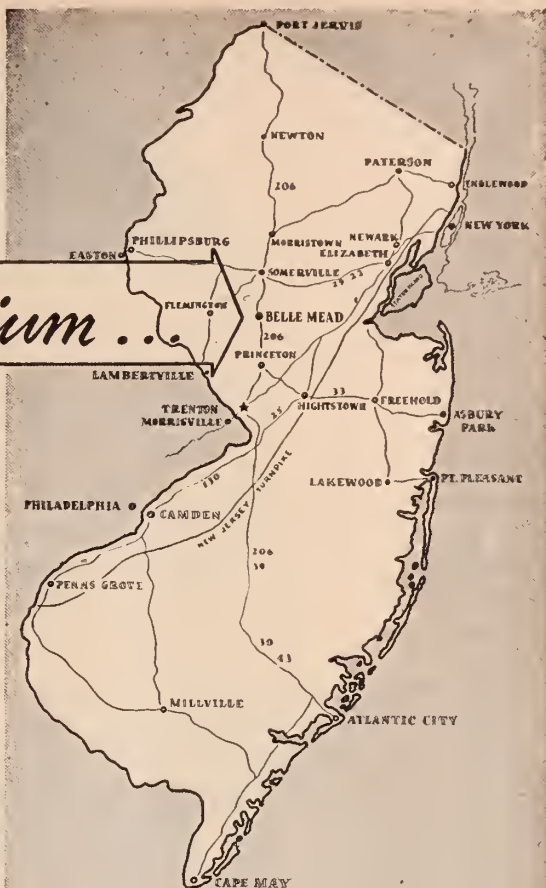 PORT JERVIS
NEWTON
PATERSON
206
ENGLEWOOD
NEW YORK
MORRISTOWN
NEWARK
ELIZABETH
PHILLIPSBURG
EASTON
SOMERVILLE
22
FLEMINGTON
ium . . .
BELLE MEAD
206
PRINCETON
LAMBERTVILLE
33
HIGHTSTOWN
FREEHOLD
ASBURY
PARK
TRENTON
MORRISVILLE
25
130
LAKEWOOD
PT. PLEASANT
PHILADELPHIA
CAMDEN
NEW JERSEY TURNPIKE
206
PENNS GROVE
30
43
MILLVILLE
ATLANTIC CITY
CAPE MAY